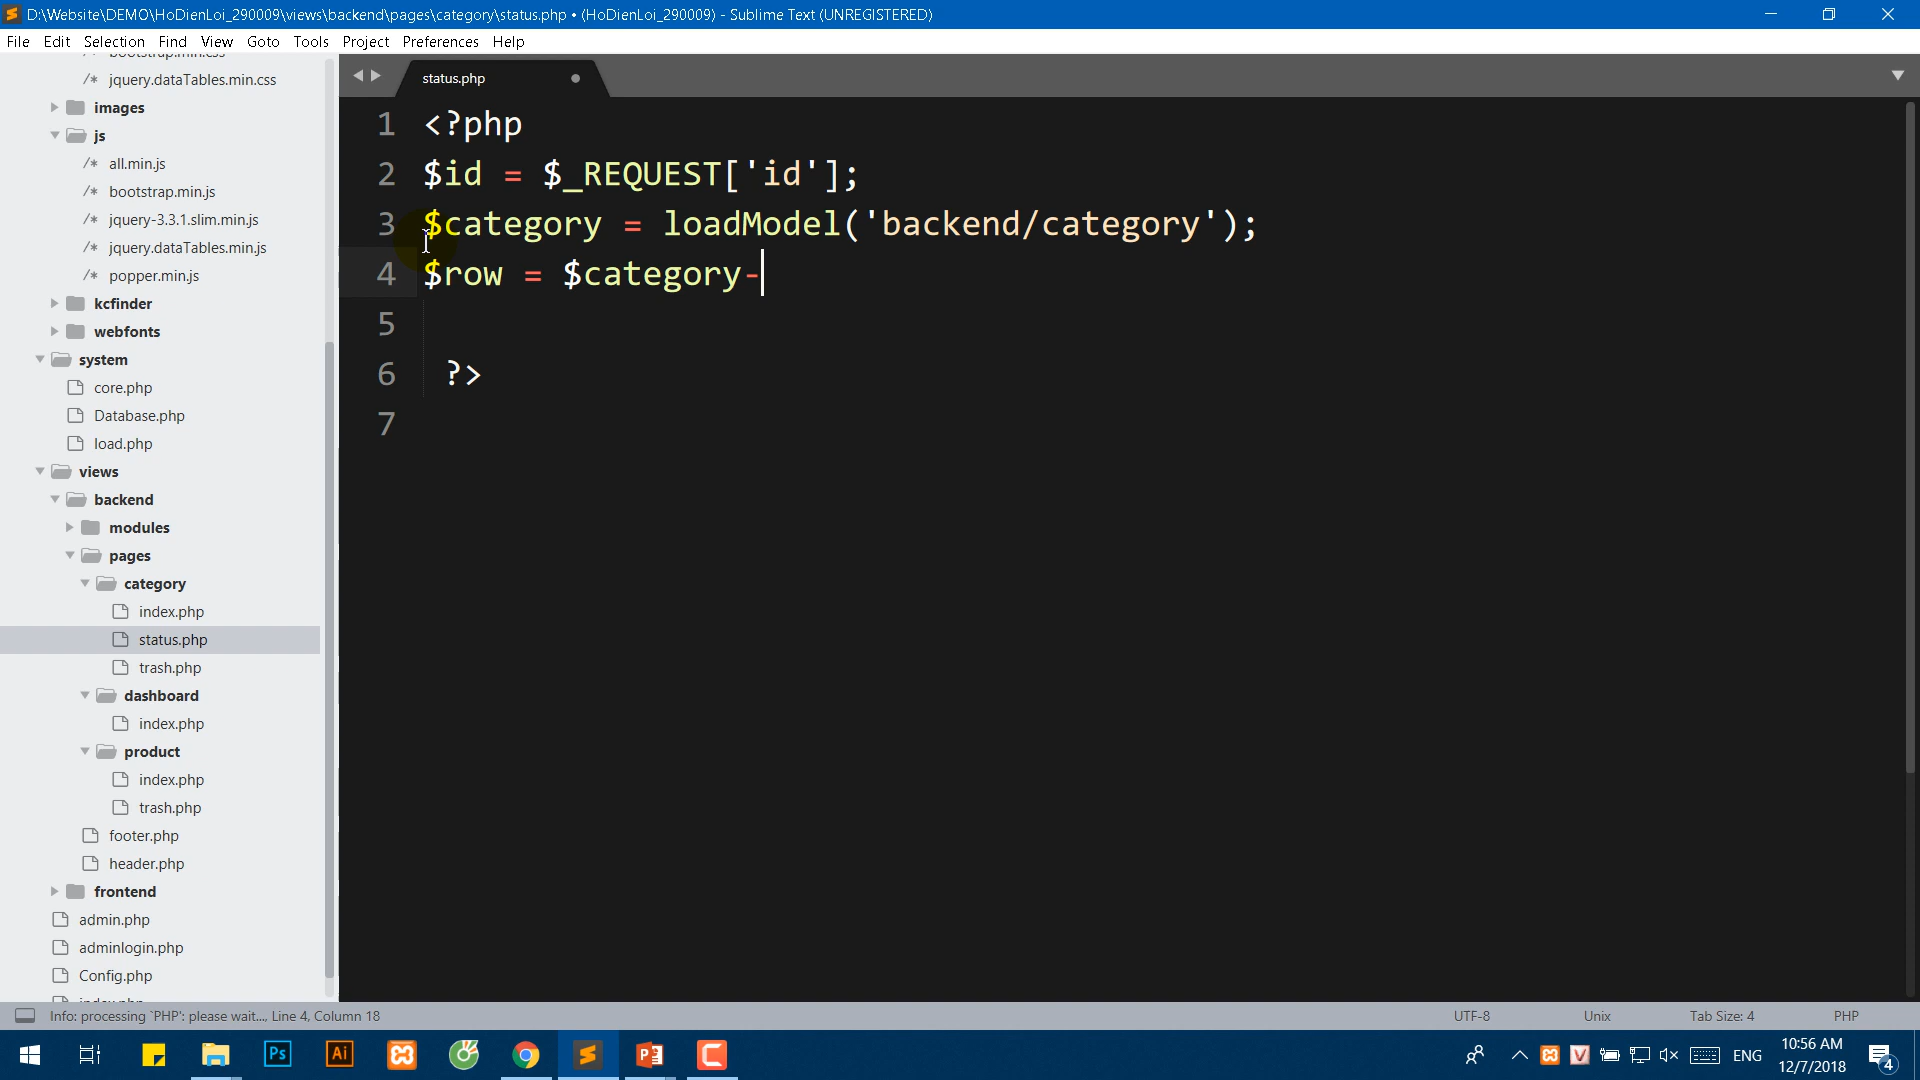 D:\Website\DEMO\HoDienLoi_290009\views\backend\pages\category\status.php • (HoDienLoi_290009) - Sublime Text (UNREGISTERED)
File Edit Selection Find View Goto Tools Project Preferences Help
/* jquery.dataTables.min.css
images
js
/* all.min.js
/* bootstrap.min.js
/* jquery-3.3.1.slim.min.js
/* jquery.dataTables.min.js
/* popper.min.js
kcfinder
webfonts
system
core.php
Database.php
load.php
views
backend
modules
pages
category
index.php
status.php
trash.php
dashboard
index.php
product
index.php
trash.php
footer.php
header.php
frontend
admin.php
adminlogin.php
Config.php
status.php
1 <?php
2 $id = $_REQUEST['id'];
3 $category = loadModel('backend/category');
4 $row = $category-
5
6 ?>
7
Info: processing `PHP': please wait..., Line 4, Column 18
UTF-8 Unix Tab Size: 4 PHP
Ps Ai
ENG 10:56 AM
12/7/2018 4